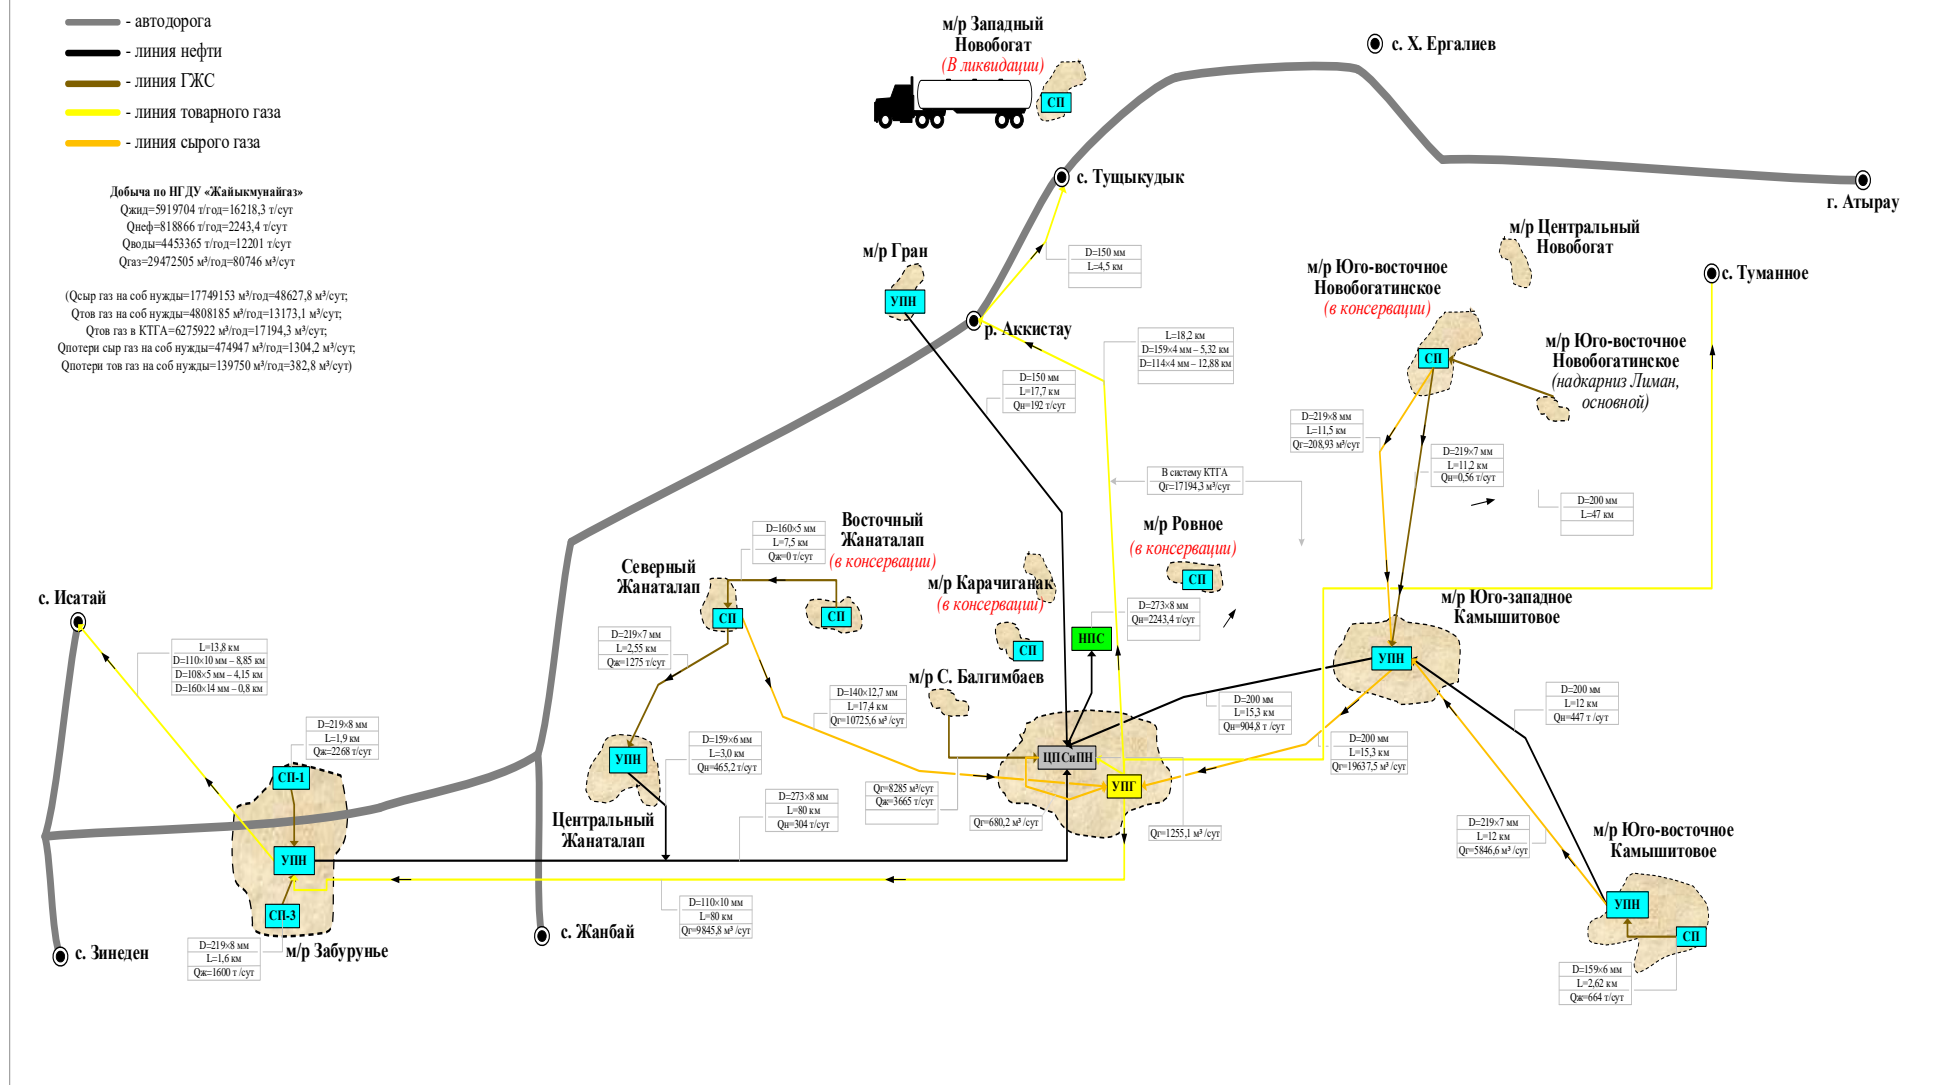 - автодорога
- линия нефти
- линия ГЖС
- линия товарного газа
- линия сырого газа
Добыча по НГДУ «Жайыкмунайгаз»
Qжид=5919704 т/год=16218,3 т/сут
Qнеф=818866 т/год=2243,4 т/сут
Qводы=4453365 т/год=12201 т/сут
Qгаз=29472505 м³/год=80746 м³/сут
(Qсыр газ на соб нужды=17749153 м³/год=48627,8 м³/сут;
Qтов газ на соб нужды=4808185 м³/год=13173,1 м³/сут;
Qтов газ в КТГА=6275922 м³/год=17194,3 м³/сут;
Qпотери сыр газ на соб нужды=474947 м³/год=1304,2 м³/сут;
Qпотери тов газ на соб нужды=139750 м³/год=382,8 м³/сут)
м/р Западный
Новобогат
(В ликвидации)
СП
с. Х. Ергалиев
с. Тущыкудык
г. Атырау
м/р Гран
УПН
р. Аккистау
D=150 мм
L=4,5 км
L=18,2 км
D=159×4 мм – 5,32 км
D=114×4 мм – 12,88 км
D=150 мм
L=17,7 км
Qн=192 т/сут
м/р Центральный
Новобогат
м/р Юго-восточное
Новобогатинское
(в консервации)
СП
с. Туманное
м/р Юго-восточное
Новобогатинское
(надкарниз Лиман,
основной)
D=219×8 мм
L=11,5 км
Qг=208,93 м³/сут
D=219×7 мм
L=11,2 км
Qн=0,56 т/сут
D=200 мм
L=47 км
В систему КТГА
Qг=17194,3 м³/сут
D=160×5 мм
L=7,5 км
Qж=0 т/сут
Восточный
Жанаталап
(в консервации)
СП
Северный
Жанаталап
СП
м/р Ровное
(в консервации)
СП
м/р Карачиганак
(в консервации)
СП
D=273×8 мм
Qн=2243,4 т/сут
НПС
м/р Юго-западное
Камышитовое
УПН
с. Исатай
L=13,8 км
D=110×10 мм – 8,85 км
D=108×5 мм – 4,15 км
D=160×14 мм – 0,8 км
D=219×7 мм
L=2,55 км
Qж=1275 т/сут
м/р С. Балгимбаев
D=140×12,7 мм
L=17,4 км
Qг=10725,6 м³/сут
D=200 мм
L=15,3 км
Qн=904,8 т/сут
D=200 мм
L=12 км
Qн=447 т/сут
D=219×8 мм
L=1,9 км
Qж=2268 т/сут
СП-1
УПН
D=159×6 мм
L=3,0 км
Qн=465,2 т/сут
ЦПСиПН
УПГ
D=200 мм
L=15,3 км
Qг=19637,5 м³/сут
Центральный
Жанаталап
D=273×8 мм
L=80 км
Qн=304 т/сут
Qг=8285 м³/сут
Qж=3665 т/сут
Qг=680,2 м³/сут
Qг=1255,1 м³/сут
D=219×7 мм
L=12 км
Qг=5846,6 м³/сут
м/р Юго-восточное
Камышитовое
УПН
СП
УПН
СП-3
D=219×8 мм
L=1,6 км
Qж=1600 т/сут
м/р Забурунье
с. Зинеден
с. Жанбай
D=110×10 мм
L=80 км
Qг=9845,8 м³/сут
D=159×6 мм
L=2,62 км
Qж=664 т/сут